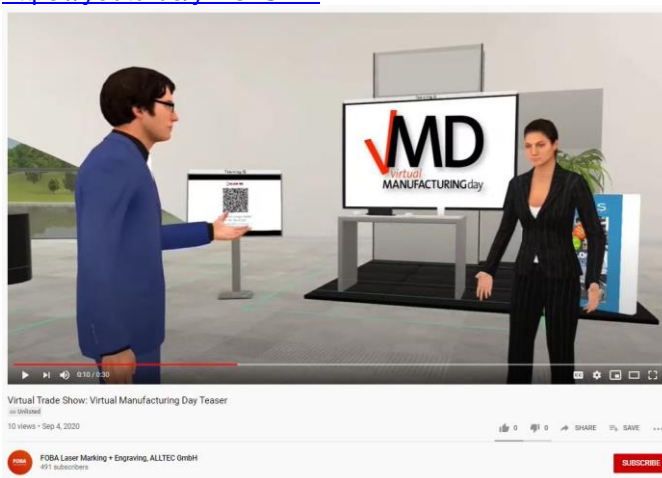 VMD
virtual
MANUFACTURINGday
0:10 / 0:30
Virtual Trade Show: Virtual Manufacturing Day Teaser
Unlisted
10 views • Sep 4, 2020
0
0
SHARE
SAVE
FOBA
FOBA Laser Marking + Engraving, ALLTEC GmbH
491 subscribers
SUBSCRIBE